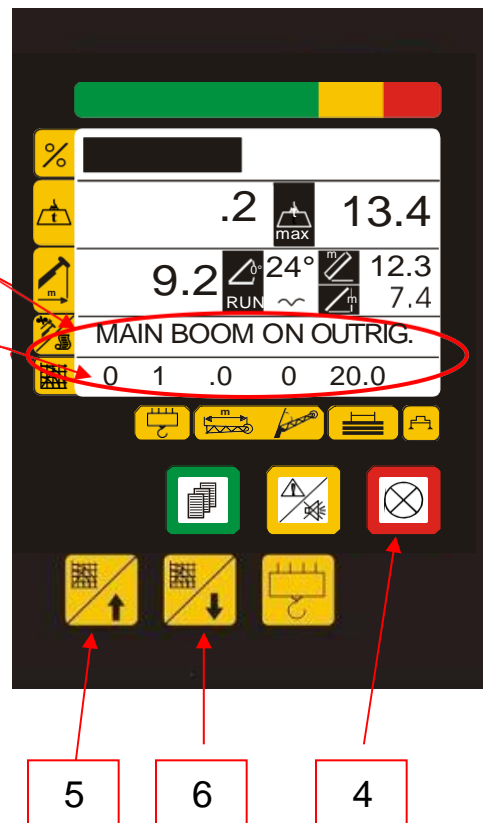 %
t .2 max 13.4
m 9.2 0° RUN 24° m 12.3
m 7.4
MAIN BOOM ON OUTRIG.
0 1 .0 0 20.0
m
5 6 4